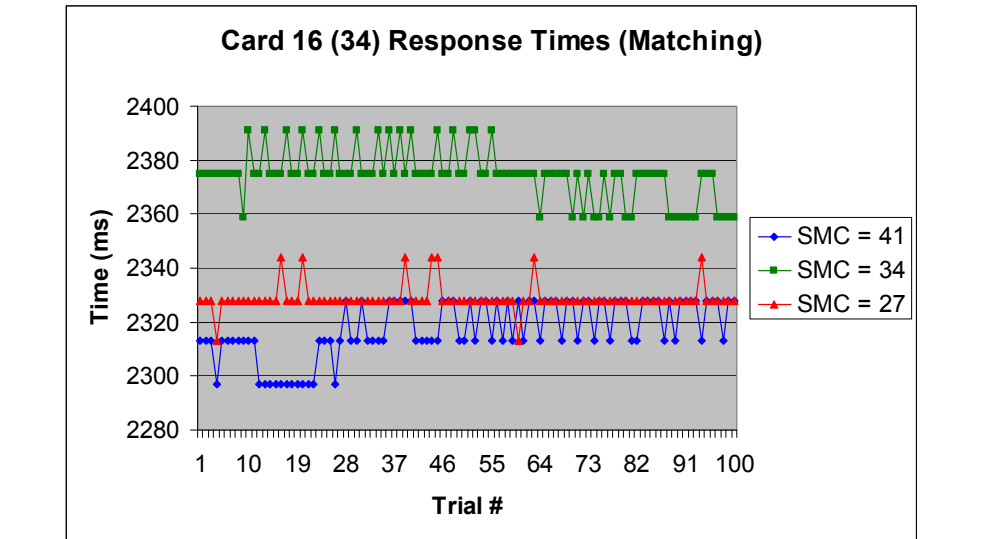 Card 16 (34) Response Times (Matching)
2400
2380
2360
2340
2320
2300
2280
Time (ms)
1 10 19 28 37 46 55 64 73 82 91 100
Trial #
SMC = 41
SMC = 34
SMC = 27